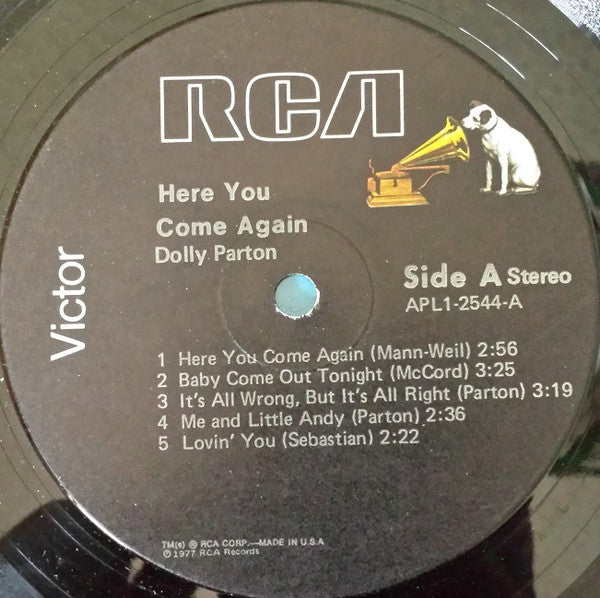 RCA
Here You
Come Again
Dolly Parton
Victor
Side A Stereo
APL1-2544-A
1 Here You Come Again (Mann-Weil) 2:56
2 Baby Come Out Tonight (McCord) 3:25
3 It's All Wrong, But It's All Right (Parton) 3:19
4 Me and Little Andy (Parton) 2:36
5 Lovin' You (Sebastian) 2:22
TM(s) ® RCA CORP.—MADE IN U.S.A
℗1977 RCA Records